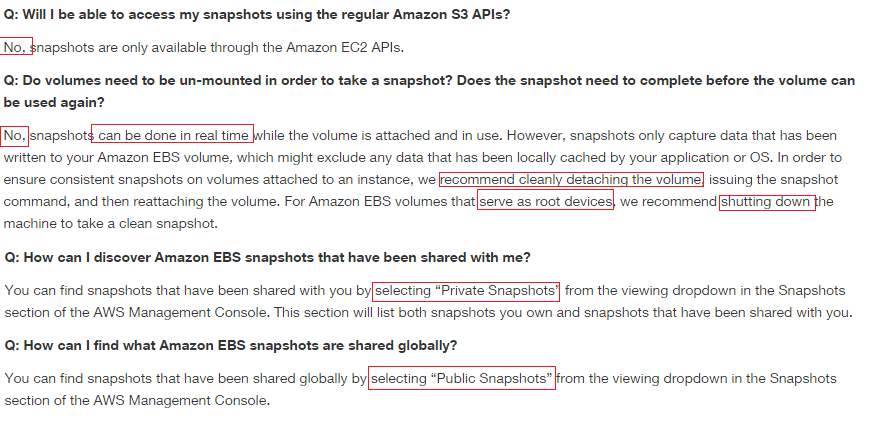 Q: Will I be able to access my snapshots using the regular Amazon S3 APIs?
No, snapshots are only available through the Amazon EC2 APIs.
Q: Do volumes need to be un-mounted in order to take a snapshot? Does the snapshot need to complete before the volume can
be used again?
No, snapshots can be done in real time while the volume is attached and in use. However, snapshots only capture data that has been
written to your Amazon EBS volume, which might exclude any data that has been locally cached by your application or OS. In order to
ensure consistent snapshots on volumes attached to an instance, we recommend cleanly detaching the volume, issuing the snapshot
command, and then reattaching the volume. For Amazon EBS volumes that serve as root devices, we recommend shutting down the
machine to take a clean snapshot.
Q: How can I discover Amazon EBS snapshots that have been shared with me?
You can find snapshots that have been shared with you by selecting “Private Snapshots” from the viewing dropdown in the Snapshots
section of the AWS Management Console. This section will list both snapshots you own and snapshots that have been shared with you.
Q: How can I find what Amazon EBS snapshots are shared globally?
You can find snapshots that have been shared globally by selecting “Public Snapshots” from the viewing dropdown in the Snapshots
section of the AWS Management Console.